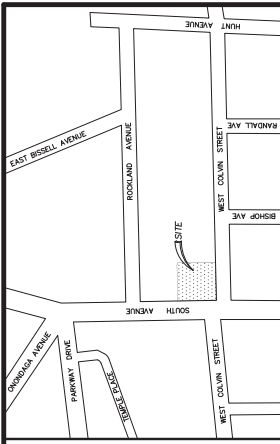 HUNT AVENUE
RANDALL AVE
EAST BISSELL AVENUE
ROCKLAND AVENUE
WEST COLVIN STREET
BISHOP AVE
SITE
SOUTH AVENUE
ONONDAGA AVENUE
PARKWAY DRIVE
TEMPLE PLACE
WEST COLVIN STREET